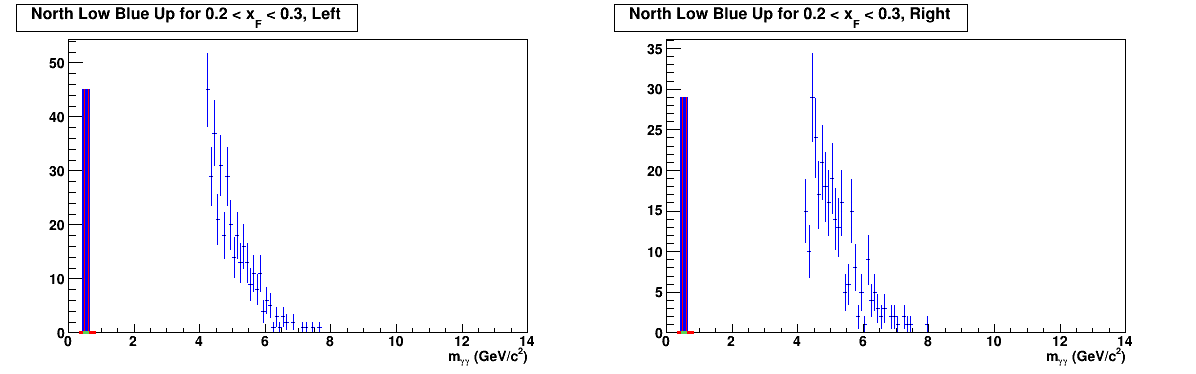 North Low Blue Up for 0.2 < x_F < 0.3, Left
50
40
30
20
10
0
0 2 4 6 8 10 12 14
m_γγ (GeV/c²)
North Low Blue Up for 0.2 < x_F < 0.3, Right
35
30
25
20
15
10
5
0
0 2 4 6 8 10 12 14
m_γγ (GeV/c²)